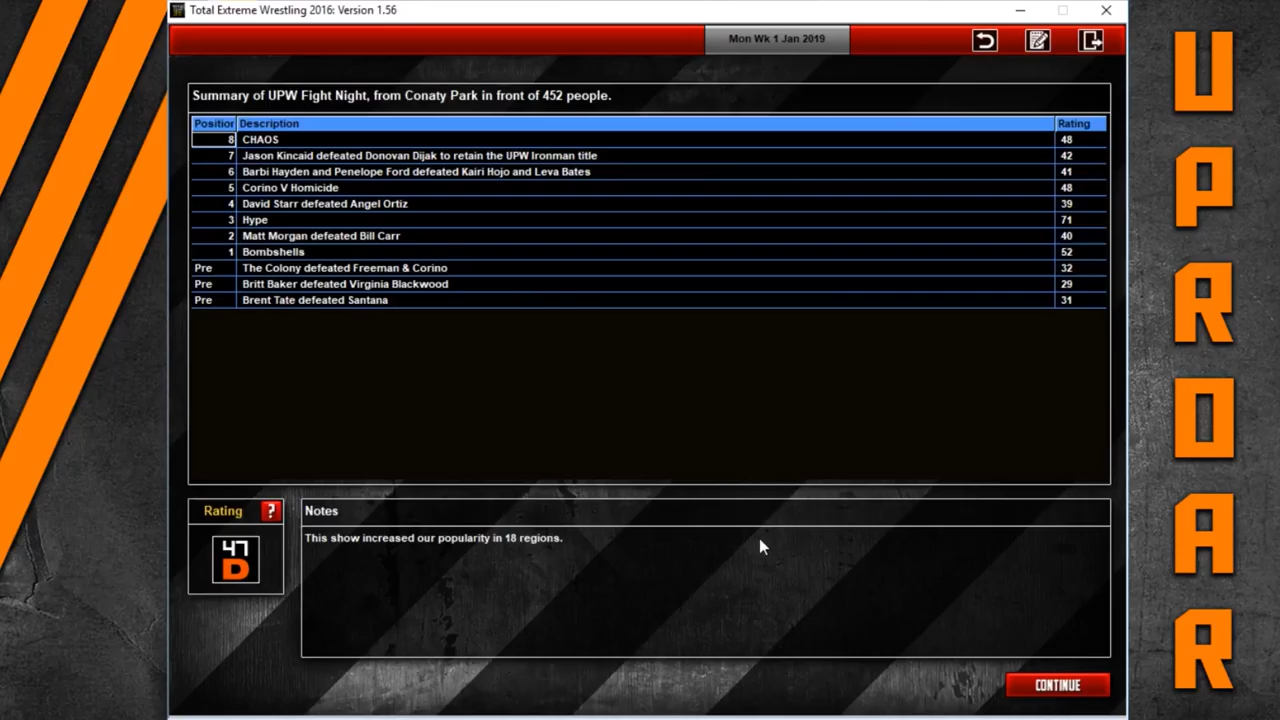 Total Extreme Wrestling 2016: Version 1.56
Mon Wk 1 Jan 2019
Summary of UPW Fight Night, from Conaty Park in front of 452 people.
Position Description Rating
8 CHAOS 48
7 Jason Kincaid defeated Donovan Dijak to retain the UPW Ironman title 42
6 Barbi Hayden and Penelope Ford defeated Kairi Hojo and Leva Bates 41
5 Corino V Homicide 48
4 David Starr defeated Angel Ortiz 39
3 Hype 71
2 Matt Morgan defeated Bill Carr 40
1 Bombshells 52
Pre The Colony defeated Freeman & Corino 32
Pre Britt Baker defeated Virginia Blackwood 29
Pre Brent Tate defeated Santana 31
Rating ?
47
D
Notes
This show increased our popularity in 18 regions.
CONTINUE
UPROAR